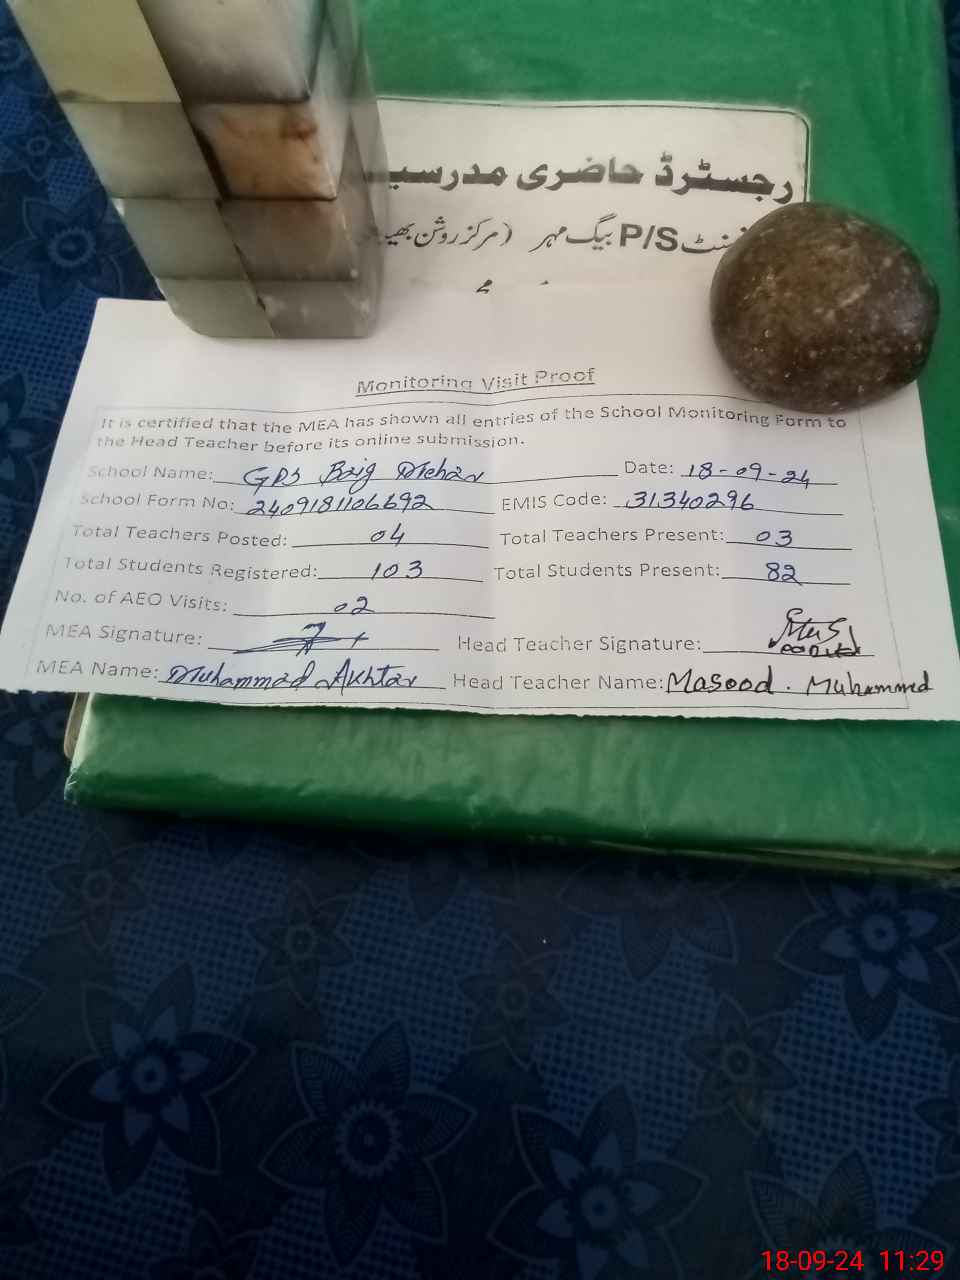 رجسٹرڈ حاضری مدرسہ
P/S بیگ مہر (مرکز روشن بھیٹ
Monitoring Visit Proof
It is certified that the MEA has shown all entries of the School Monitoring Form to
the Head Teacher before its online submission.
School Name: GPS Baig Mehar Date: 18-09-24
School Form No: 2409181106692 EMIS Code: 31340296
Total Teachers Posted: 04 Total Teachers Present: 03
Total Students Registered: 103 Total Students Present: 82
No. of AEO Visits: 02
MEA Signature: Head Teacher Signature:
MEA Name: Muhammad Akhtar Head Teacher Name: Masood. Muhammed
18-09-24 11:29